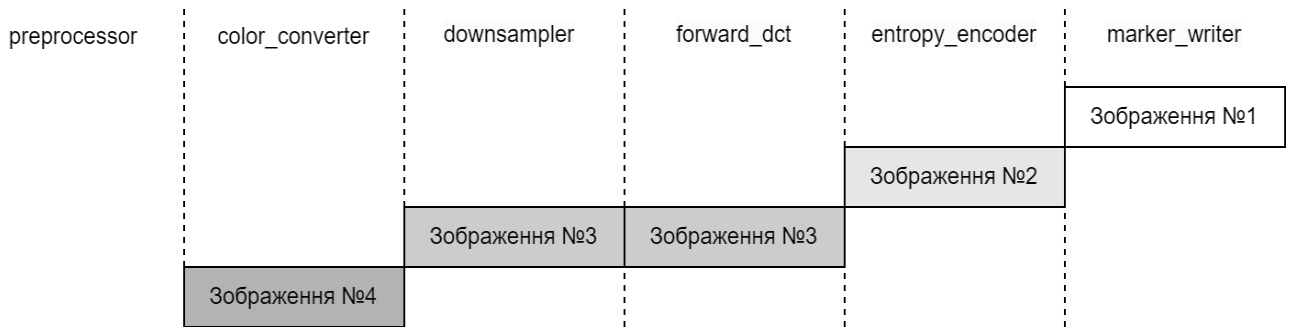 preprocessor color_converter downsampler forward_dct entropy_encoder marker_writer
Зображення №1
Зображення №2
Зображення №3 Зображення №3
Зображення №4